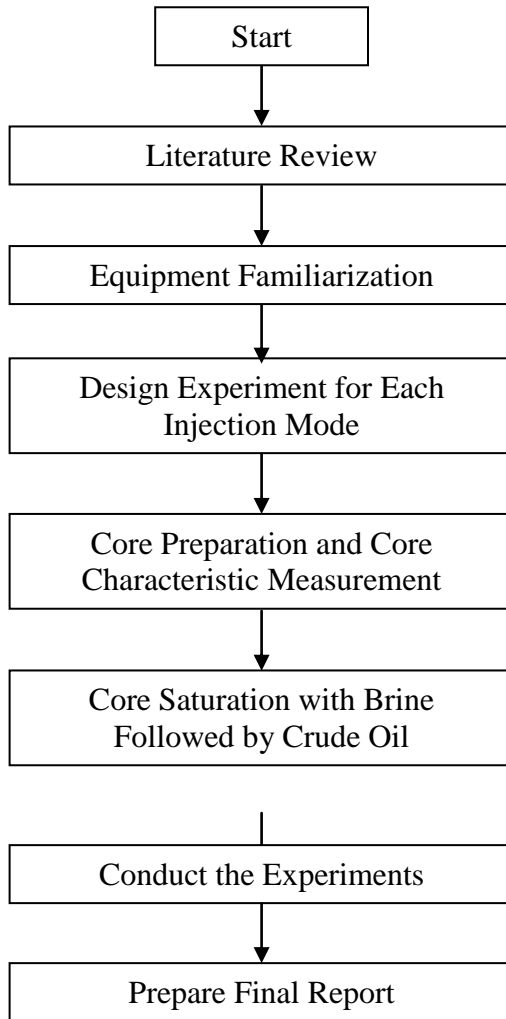 Start
Literature Review
Equipment Familiarization
Design Experiment for Each
Injection Mode
Core Preparation and Core
Characteristic Measurement
Core Saturation with Brine
Followed by Crude Oil
Conduct the Experiments
Prepare Final Report